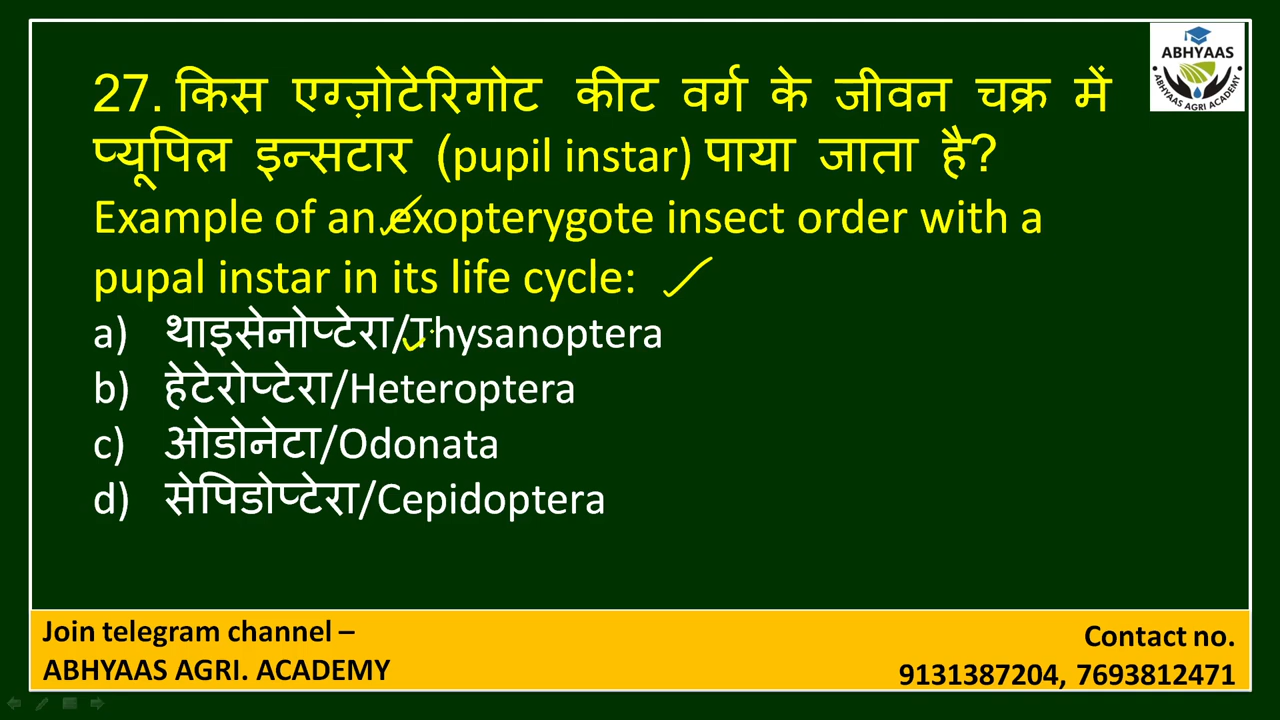 ABHYAAS
ABHYAAS AGRI ACADEMY
27. किस एग्ज़ोटेरिगोट कीट वर्ग के जीवन चक्र में
प्यूपिल इन्सटार (pupil instar) पाया जाता है?
Example of an exopterygote insect order with a
pupal instar in its life cycle:
a) थाइसेनोप्टेरा/Thysanoptera
b) हेटेरोप्टेरा/Heteroptera
c) ओडोनेटा/Odonata
d) सेपिडोप्टेरा/Cepidoptera
Join telegram channel –
ABHYAAS AGRI. ACADEMY
Contact no.
9131387204, 7693812471